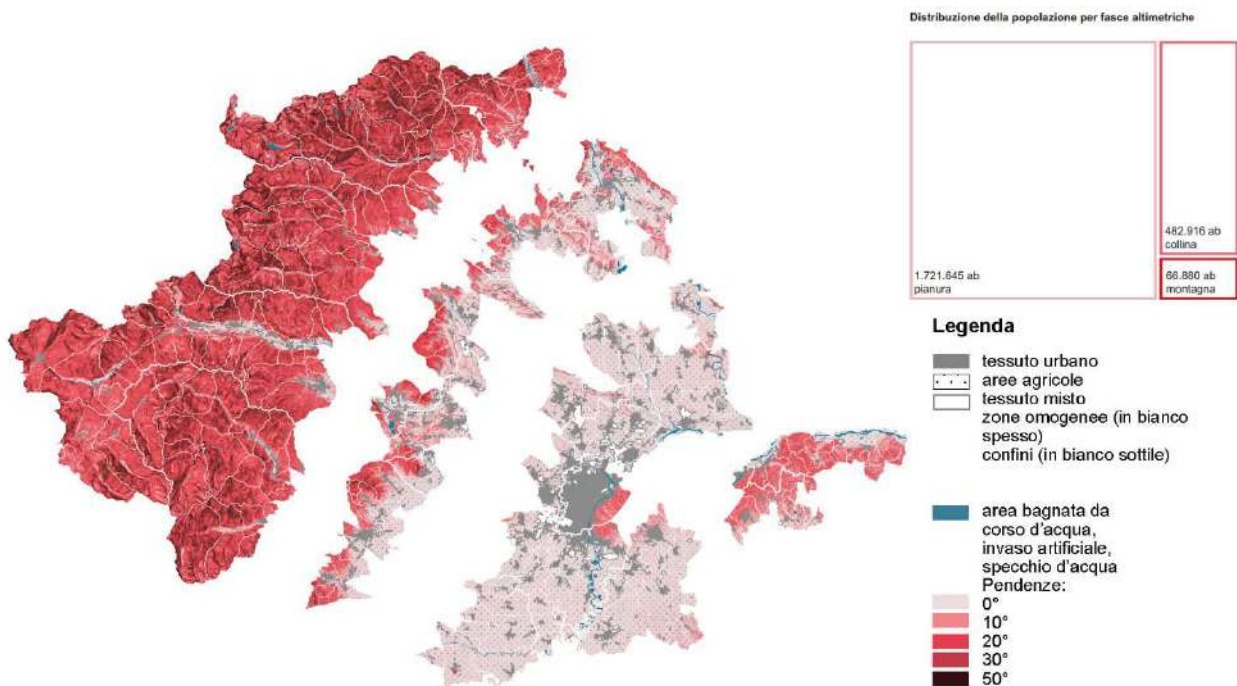 Distribuzione della popolazione per fasce altimetriche
482.916 ab
collina
1.721.645 ab
pianura
66.880 ab
montagna
Legenda
tessuto urbano
aree agricole
tessuto misto
zone omogenee (in bianco
spesso)
confini (in bianco sottile)
area bagnata da
corso d'acqua,
invaso artificiale,
specchio d'acqua
Pendenze:
0°
10°
20°
30°
50°